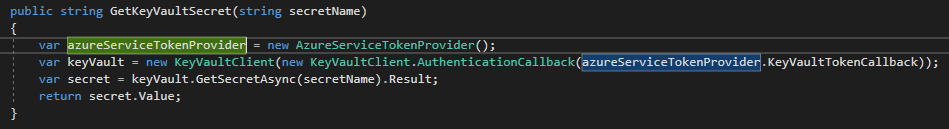 public string GetKeyVaultSecret(string secretName)
{
var azureServiceTokenProvider = new AzureServiceTokenProvider();
var keyVault = new KeyVaultClient(new KeyVaultClient.AuthenticationCallback(azureServiceTokenProvider.KeyVaultTokenCallback));
var secret = keyVault.GetSecretAsync(secretName).Result;
return secret.Value;
}